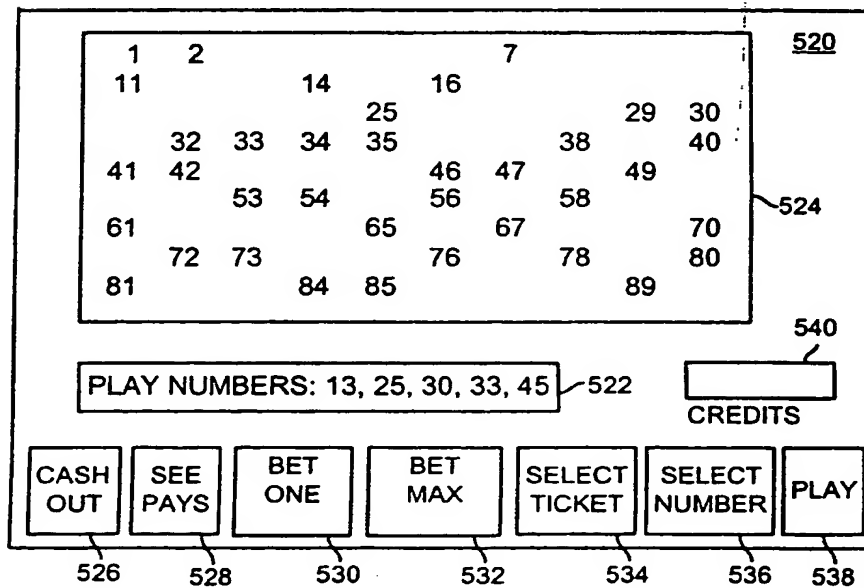 520
1 2 7
11 14 16
25 29 30
32 33 34 35 38 40
41 42 46 47 49
53 54 56 58
524
61 65 67 70
72 73 76 78 80
81 84 85 89
540
PLAY NUMBERS: 13, 25, 30, 33, 45
522
CREDITS
CASH OUT
SEE PAYS
BET ONE
BET MAX
SELECT TICKET
SELECT NUMBER
PLAY
526 528 530 532 534 536 538